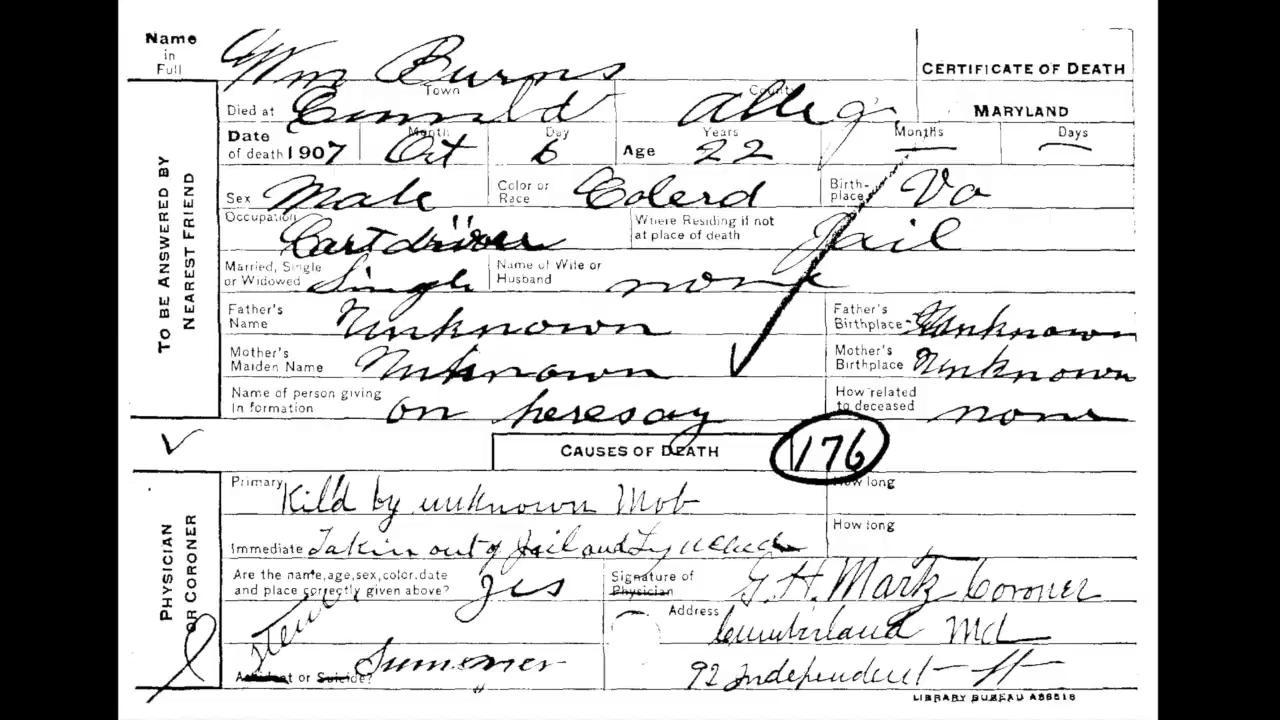 Name in Full Wm Burns
CERTIFICATE OF DEATH
Town County
Died at Cumbld Alleg. MARYLAND
Month Day Years Months Days
Date of death 1907 Oct 6 Age 22 — —
Sex Male Color or Race Colerd Birth-place Va
Occupation Cartdriver Where Residing if not at place of death Jail
Married, Single or Widowed Single Name of Wife or Husband none
Father's Name Unknown Father's Birthplace Unknown
Mother's Maiden Name Unknown Mother's Birthplace Unknown
Name of person giving In formation on heresay How related to deceased none
TO BE ANSWERED BY NEAREST FRIEND
CAUSES OF DEATH 176
Primary Kill'd by unknown Mob How long
Immediate Takin out of Jail and Lynched How long
Are the name, age, sex, color, date and place correctly given above? Yes Signature of Physician G. H. Martz Coroner
Address Cumberland Md
Accident or Suicide? 92 Independent St
PHYSICIAN OR CORONER
LIBRARY BUREAU A88516